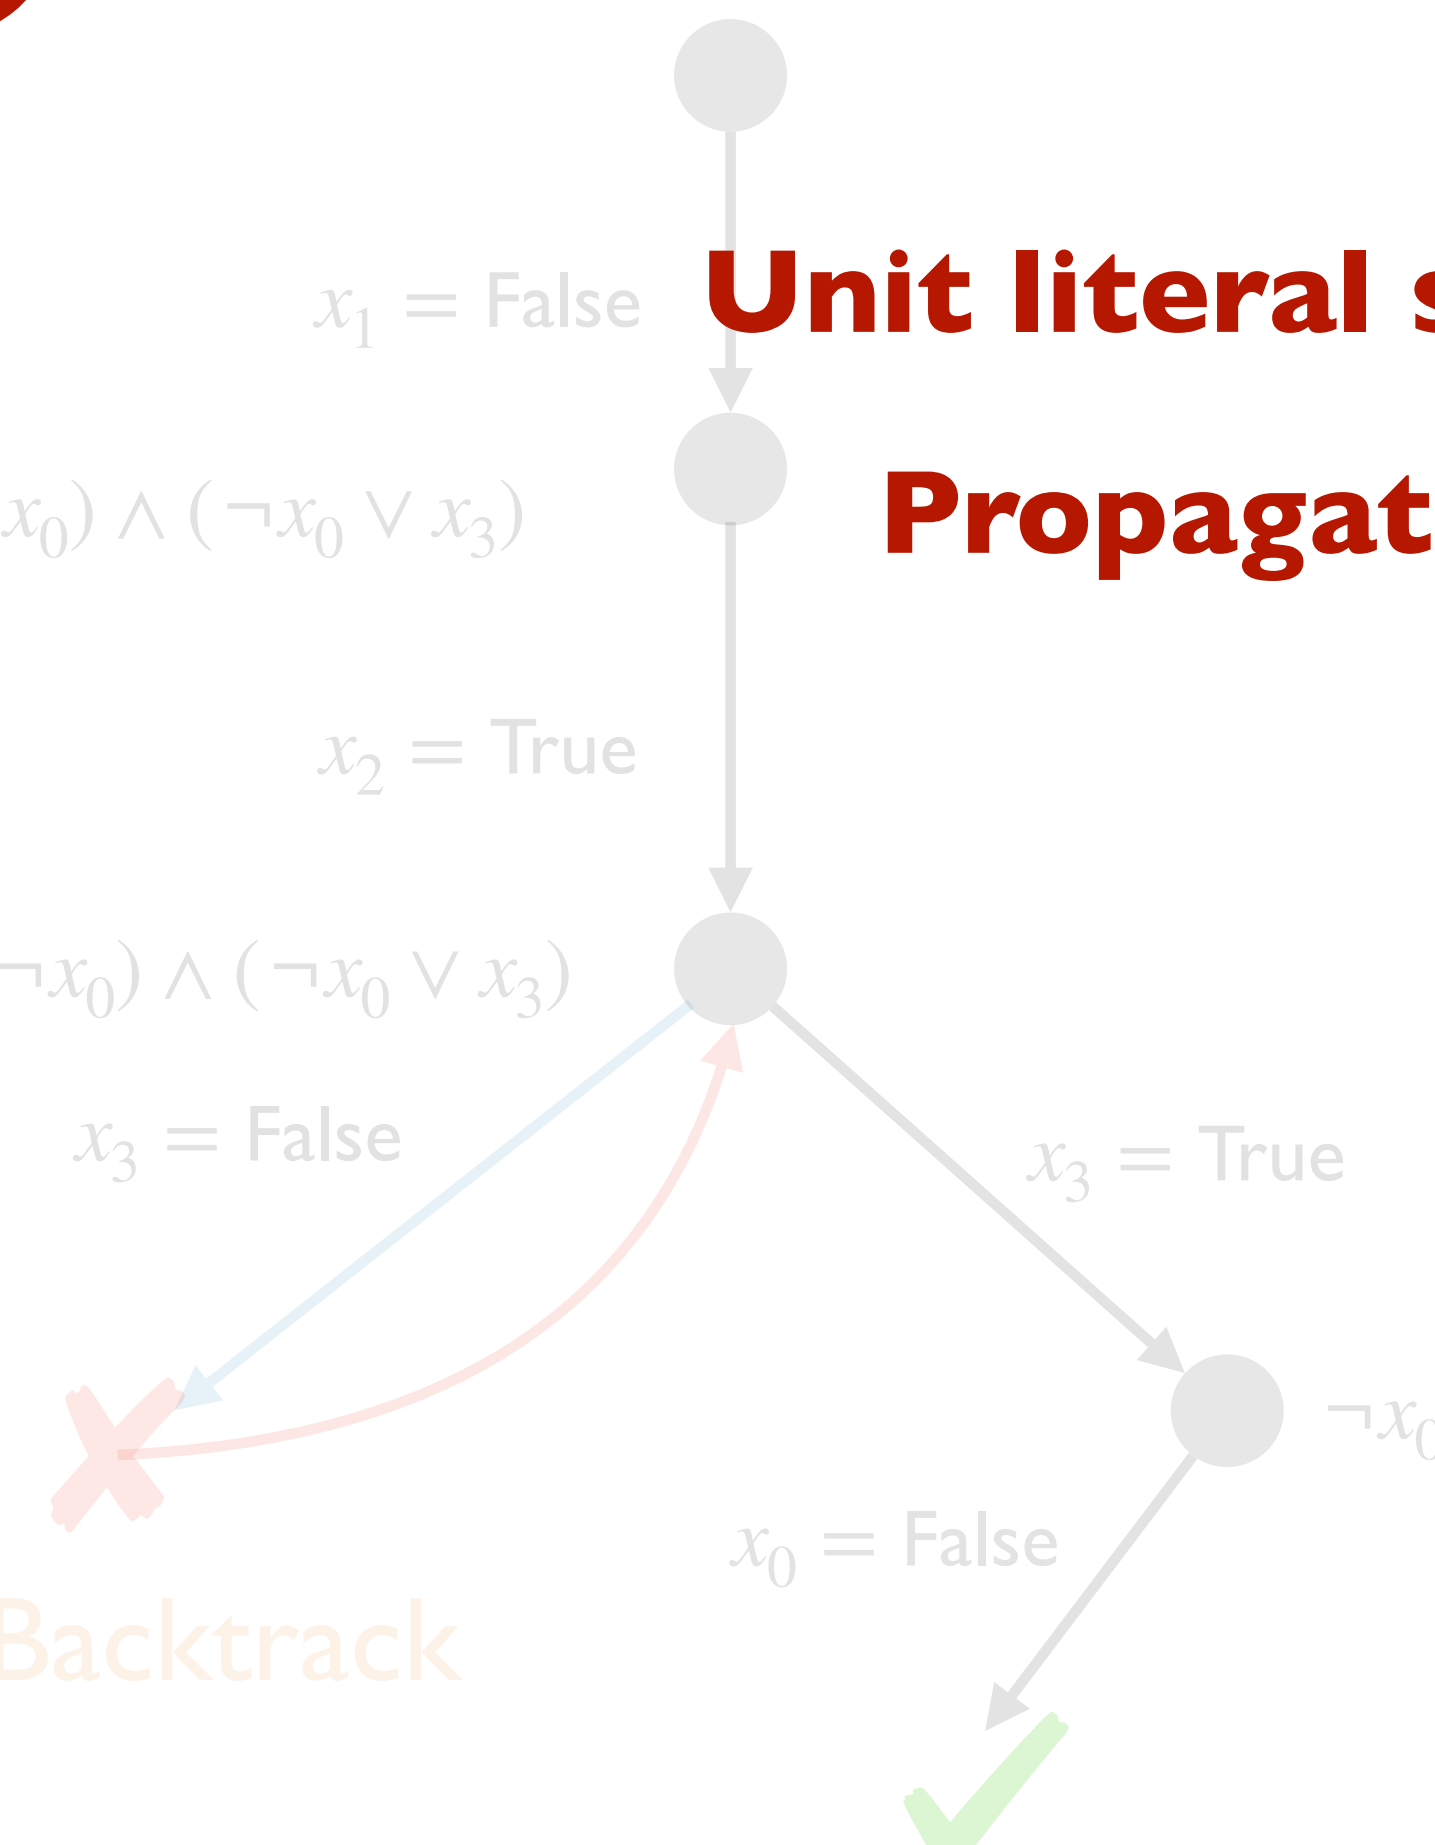 x₁ = False
Unit literal
x₀) ∧ (¬x₀ ∨ x₃)
x₂ = True
¬x₀) ∧ (¬x₀ ∨ x₃)
x₃ = False
x₃ = True
¬x₀
x₀ = False
Backtrack